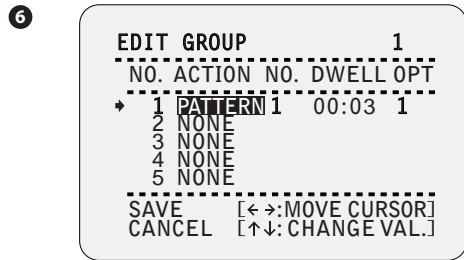 6
EDIT GROUP 1
NO. ACTION NO. DWELL OPT
→ 1 PATTERN 1 00:03 1
2 NONE
3 NONE
4 NONE
5 NONE
SAVE [←→:MOVE CURSOR]
CANCEL [↑↓:CHANGE VAL.]